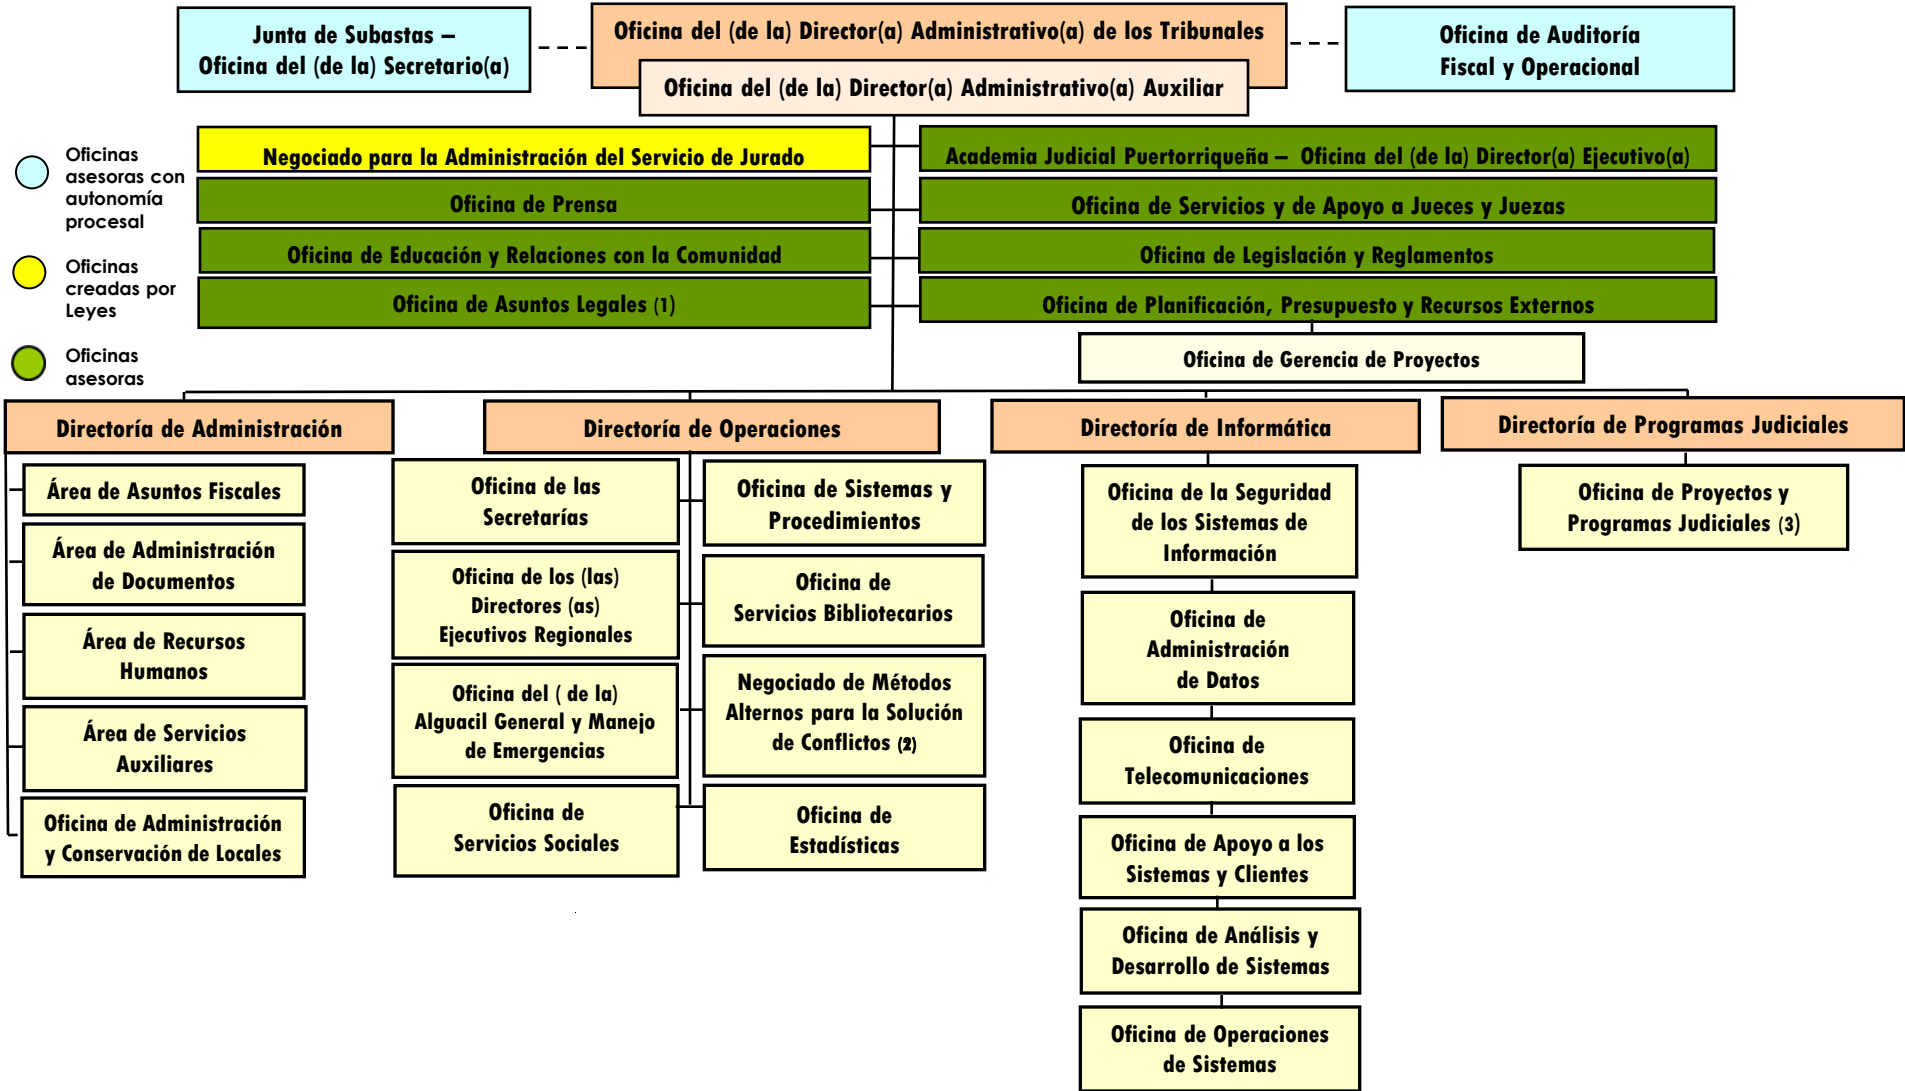 Junta de Subastas –
Oficina del (de la) Secretario(a)
Oficina del (de la) Director(a) Administrativo(a) de los Tribunales
Oficina del (de la) Director(a) Administrativo(a) Auxiliar
Oficina de Auditoría
Fiscal y Operacional
Oficinas
asesoras con
autonomía
procesal
Oficinas
creadas por
Leyes
Oficinas
asesoras
Negociado para la Administración del Servicio de Jurado
Academia Judicial Puertorriqueña – Oficina del (de la) Director(a) Ejecutivo(a)
Oficina de Prensa
Oficina de Servicios y de Apoyo a Jueces y Juezas
Oficina de Educación y Relaciones con la Comunidad
Oficina de Legislación y Reglamentos
Oficina de Asuntos Legales (1)
Oficina de Planificación, Presupuesto y Recursos Externos
Oficina de Gerencia de Proyectos
Directoría de Administración
Área de Asuntos Fiscales
Área de Administración
de Documentos
Área de Recursos
Humanos
Área de Servicios
Auxiliares
Oficina de Administración
y Conservación de Locales
Directoría de Operaciones
Oficina de las
Secretarías
Oficina de los (las)
Directores (as)
Ejecutivos Regionales
Oficina del ( de la)
Alguacil General y Manejo
de Emergencias
Oficina de
Servicios Sociales
Oficina de Sistemas y
Procedimientos
Oficina de
Servicios Bibliotecarios
Negociado de Métodos
Alternos para la Solución
de Conflictos (2)
Oficina de
Estadísticas
Directoría de Informática
Oficina de la Seguridad
de los Sistemas de
Información
Oficina de
Administración
de Datos
Oficina de
Telecomunicaciones
Oficina de Apoyo a los
Sistemas y Clientes
Oficina de Análisis y
Desarrollo de Sistemas
Oficina de Operaciones
de Sistemas
Directoría de Programas Judiciales
Oficina de Proyectos y
Programas Judiciales (3)